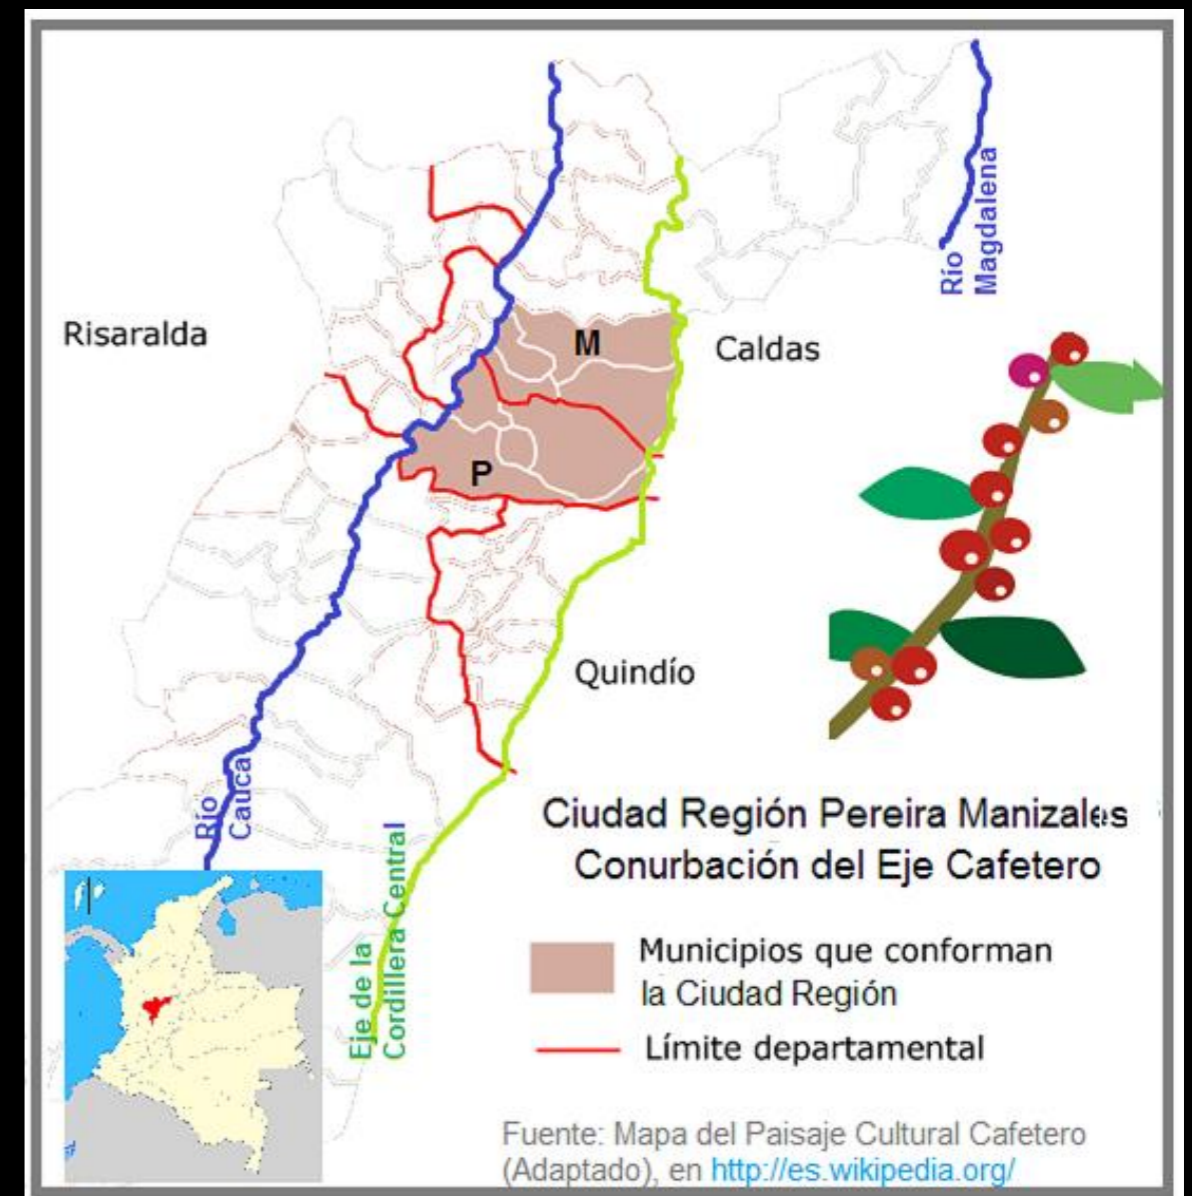 Río
Magdalena
Risaralda
M
Caldas
P
Quindío
Río
Cauca
Ciudad Región Pereira Manizales
Conurbación del Eje Cafetero
Eje de la
Cordillera Central
Municipios que conforman
la Ciudad Región
Límite departamental
Fuente: Mapa del Paisaje Cultural Cafetero
(Adaptado), en http://es.wikipedia.org/